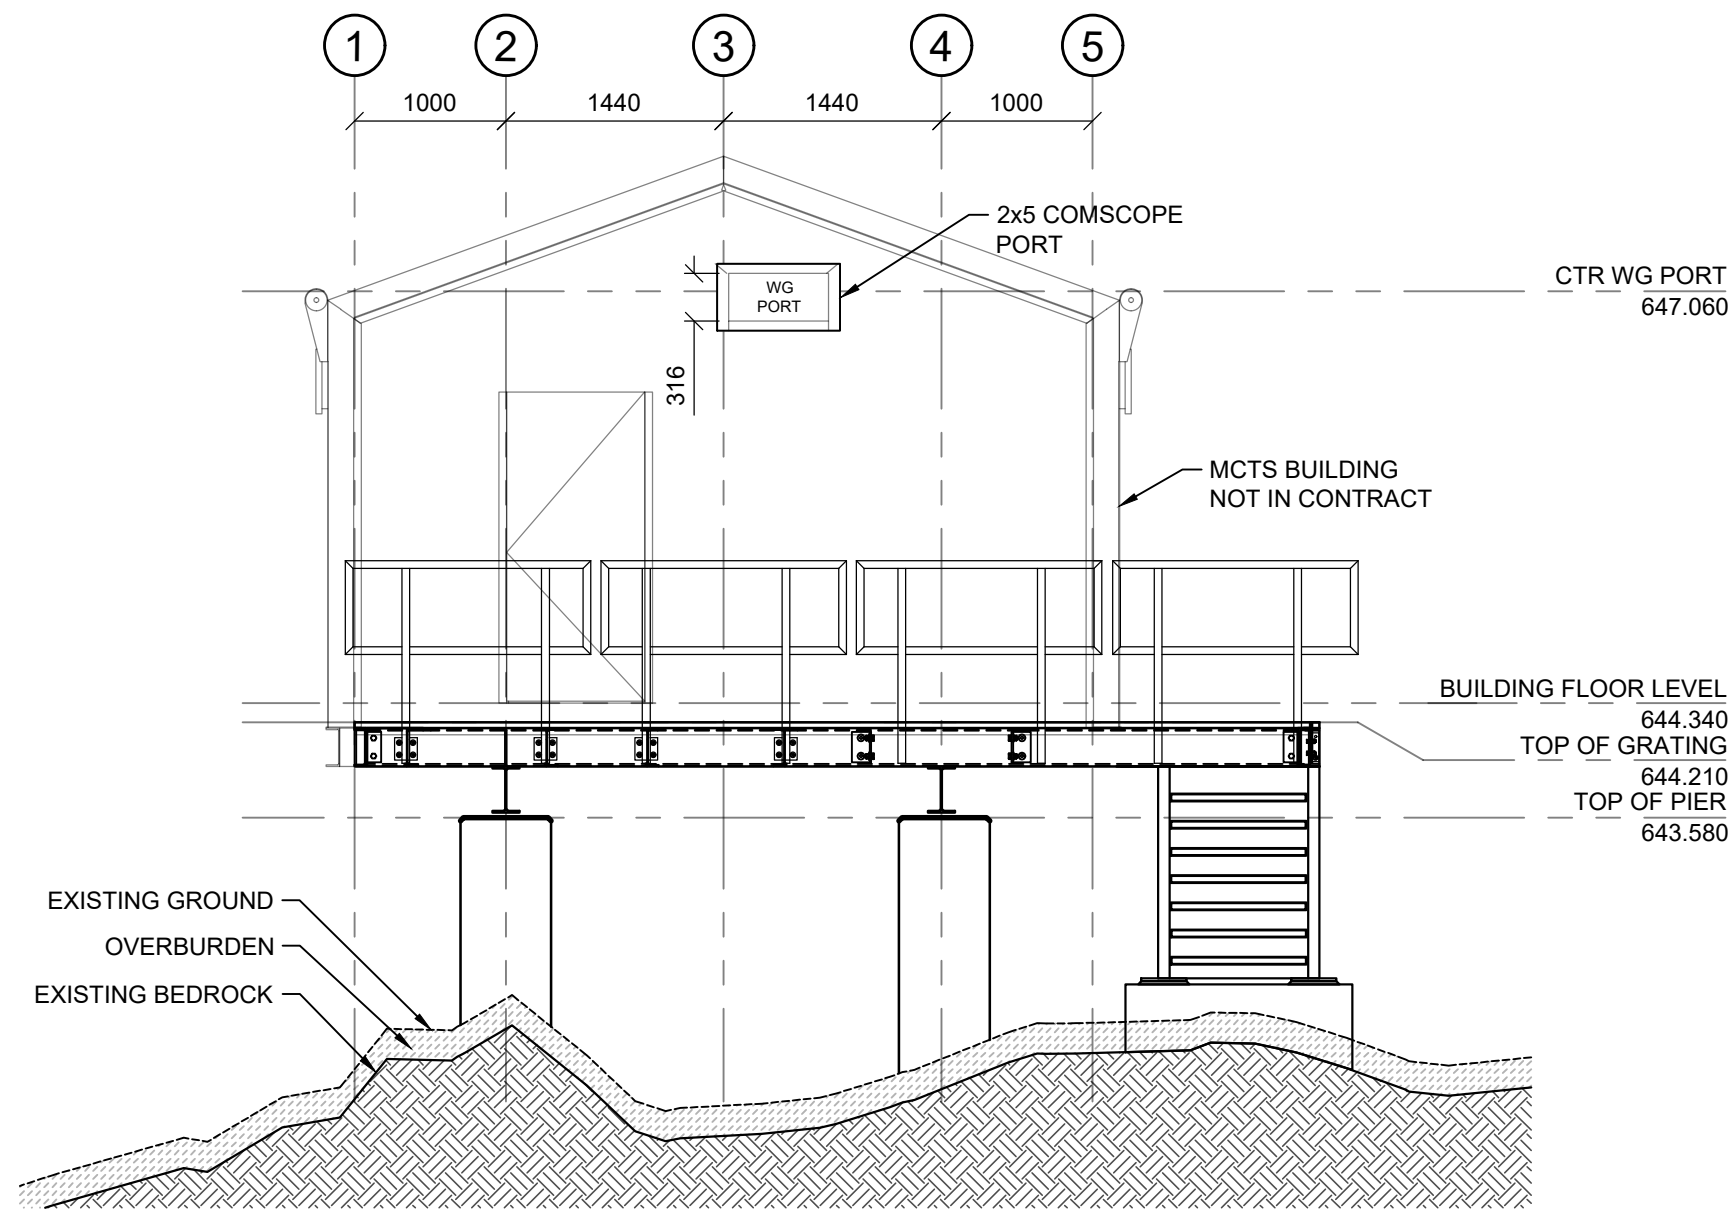 1 2 3 4 5
1000 1440 1440 1000
2x5 COMSCOPE
PORT
WG
PORT
CTR WG PORT
647.060
316
MCTS BUILDING
NOT IN CONTRACT
BUILDING FLOOR LEVEL
644.340
TOP OF GRATING
644.210
TOP OF PIER
643.580
EXISTING GROUND
OVERBURDEN
EXISTING BEDROCK